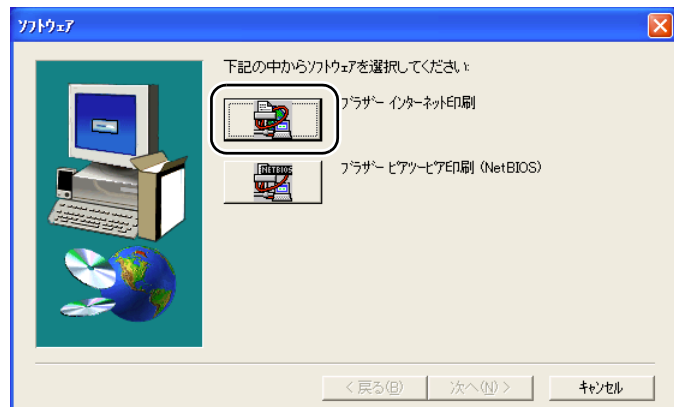 ソフトウェア
下記の中からソフトウェアを選択してください:
ブラザー インターネット印刷
NETBIOS
ブラザー ピアツーピア印刷 (NetBIOS)
< 戻る(B)
次へ(N) >
キャンセル